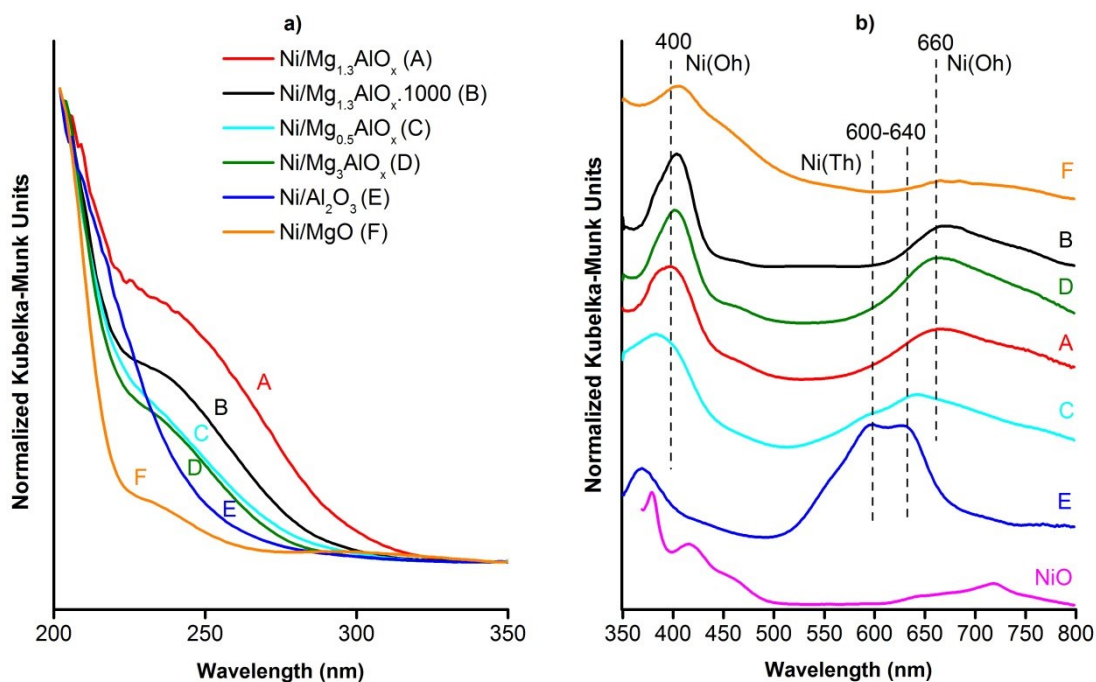 a)
Normalized Kubelka-Munk Units
Ni/Mg₁.₃AlOₓ (A)
Ni/Mg₁.₃AlOₓ.1000 (B)
Ni/Mg₀.₅AlOₓ (C)
Ni/Mg₃AlOₓ (D)
Ni/Al₂O₃ (E)
Ni/MgO (F)
A
B
C
D
E
F
200 250 300 350
Wavelength (nm)
b)
Normalized Kubelka-Munk Units
400
Ni(Oh)
660
Ni(Oh)
600-640
Ni(Th)
F
B
D
A
C
E
NiO
350 400 450 500 550 600 650 700 750 800
Wavelength (nm)